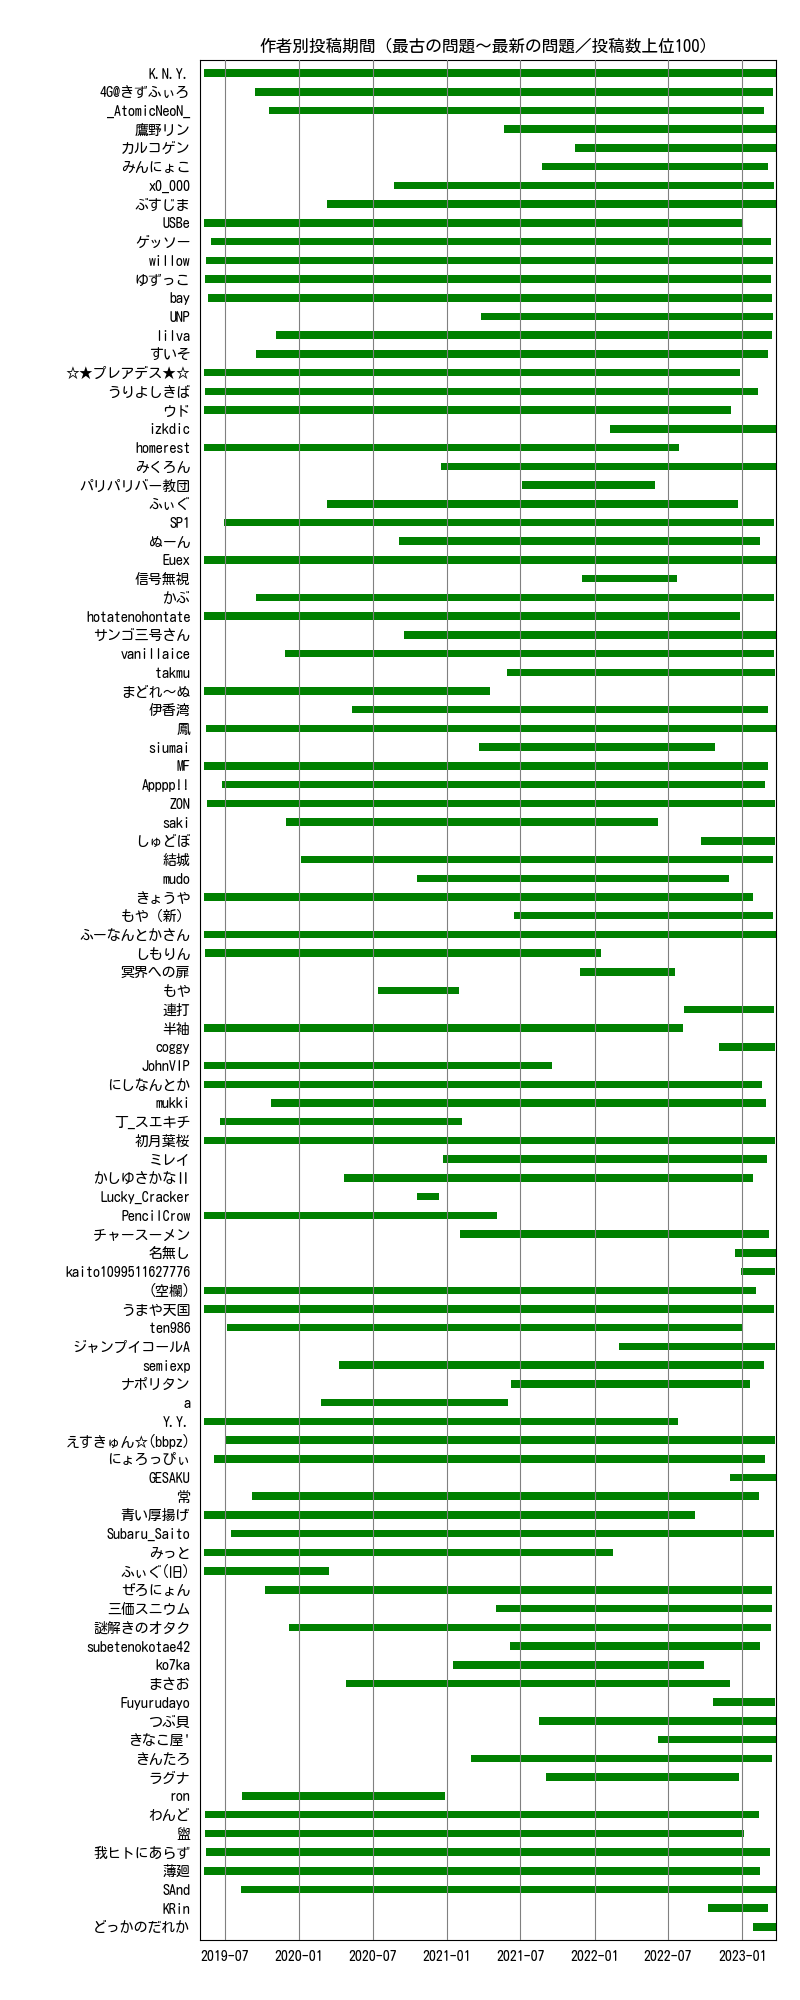 作者別投稿期間（最古の問題～最新の問題／投稿数上位100）
K.N.Y.
4G@きずふぃろ
_AtomicNeoN_
鷹野リン
カルコゲン
みんにょこ
x0_000
ぶすじま
USBe
ゲッソー
willow
ゆずっこ
bay
UNP
lilva
すいそ
☆★プレアデス★☆
うりよしきば
ウド
izkdic
homerest
みくろん
パリパリバー教団
ふぃぐ
SP1
ぬーん
Euex
信号無視
かぶ
hotatenohontate
サンゴ三号さん
vanillaice
takmu
まどれ～ぬ
伊香湾
鳳
siumai
MF
Appppll
ZON
saki
しゅどぼ
結城
mudo
きょうや
もや（新）
ふーなんとかさん
しもりん
冥界への扉
もや
連打
半袖
coggy
JohnVIP
にしなんとか
mukki
丁_スエキチ
初月葉桜
ミレイ
かしゆさかなII
Lucky_Cracker
PencilCrow
チャースーメン
名無し
kaito1099511627776
(空欄)
うまや天国
ten986
ジャンプイコールA
semiexp
ナポリタン
a
Y.Y.
えすきゅん☆(bbpz)
にょろっぴぃ
GESAKU
常
青い厚揚げ
Subaru_Saito
みっと
ふぃぐ(旧)
ぜろにょん
三価スニウム
謎解きのオタク
subetenokotae42
ko7ka
まさお
Fuyurudayo
つぶ貝
きなこ屋'
きんたろ
ラグナ
ron
わんど
我ヒトにあらず
薄廻
SAnd
KRin
どっかのだれか
2019-07 2020-01 2020-07 2021-01 2021-07 2022-01 2022-07 2023-01